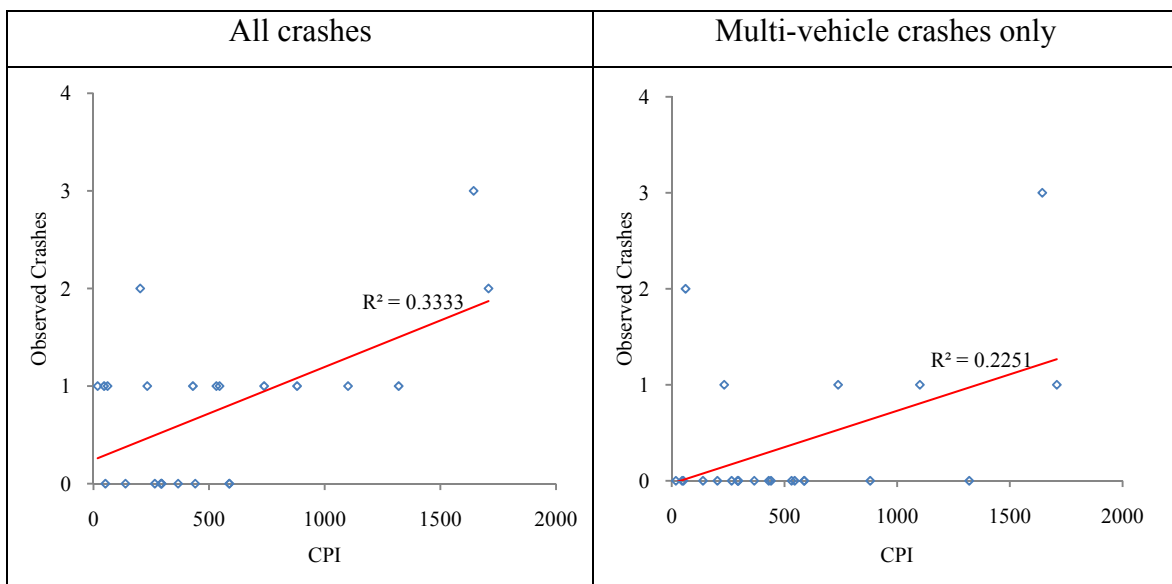 All crashes
Multi-vehicle crashes only
4
3
2
1
0
Observed Crashes
R² = 0.3333
0
500
1000
1500
2000
CPI
4
3
2
1
0
Observed Crashes
R² = 0.2251
0
500
1000
1500
2000
CPI